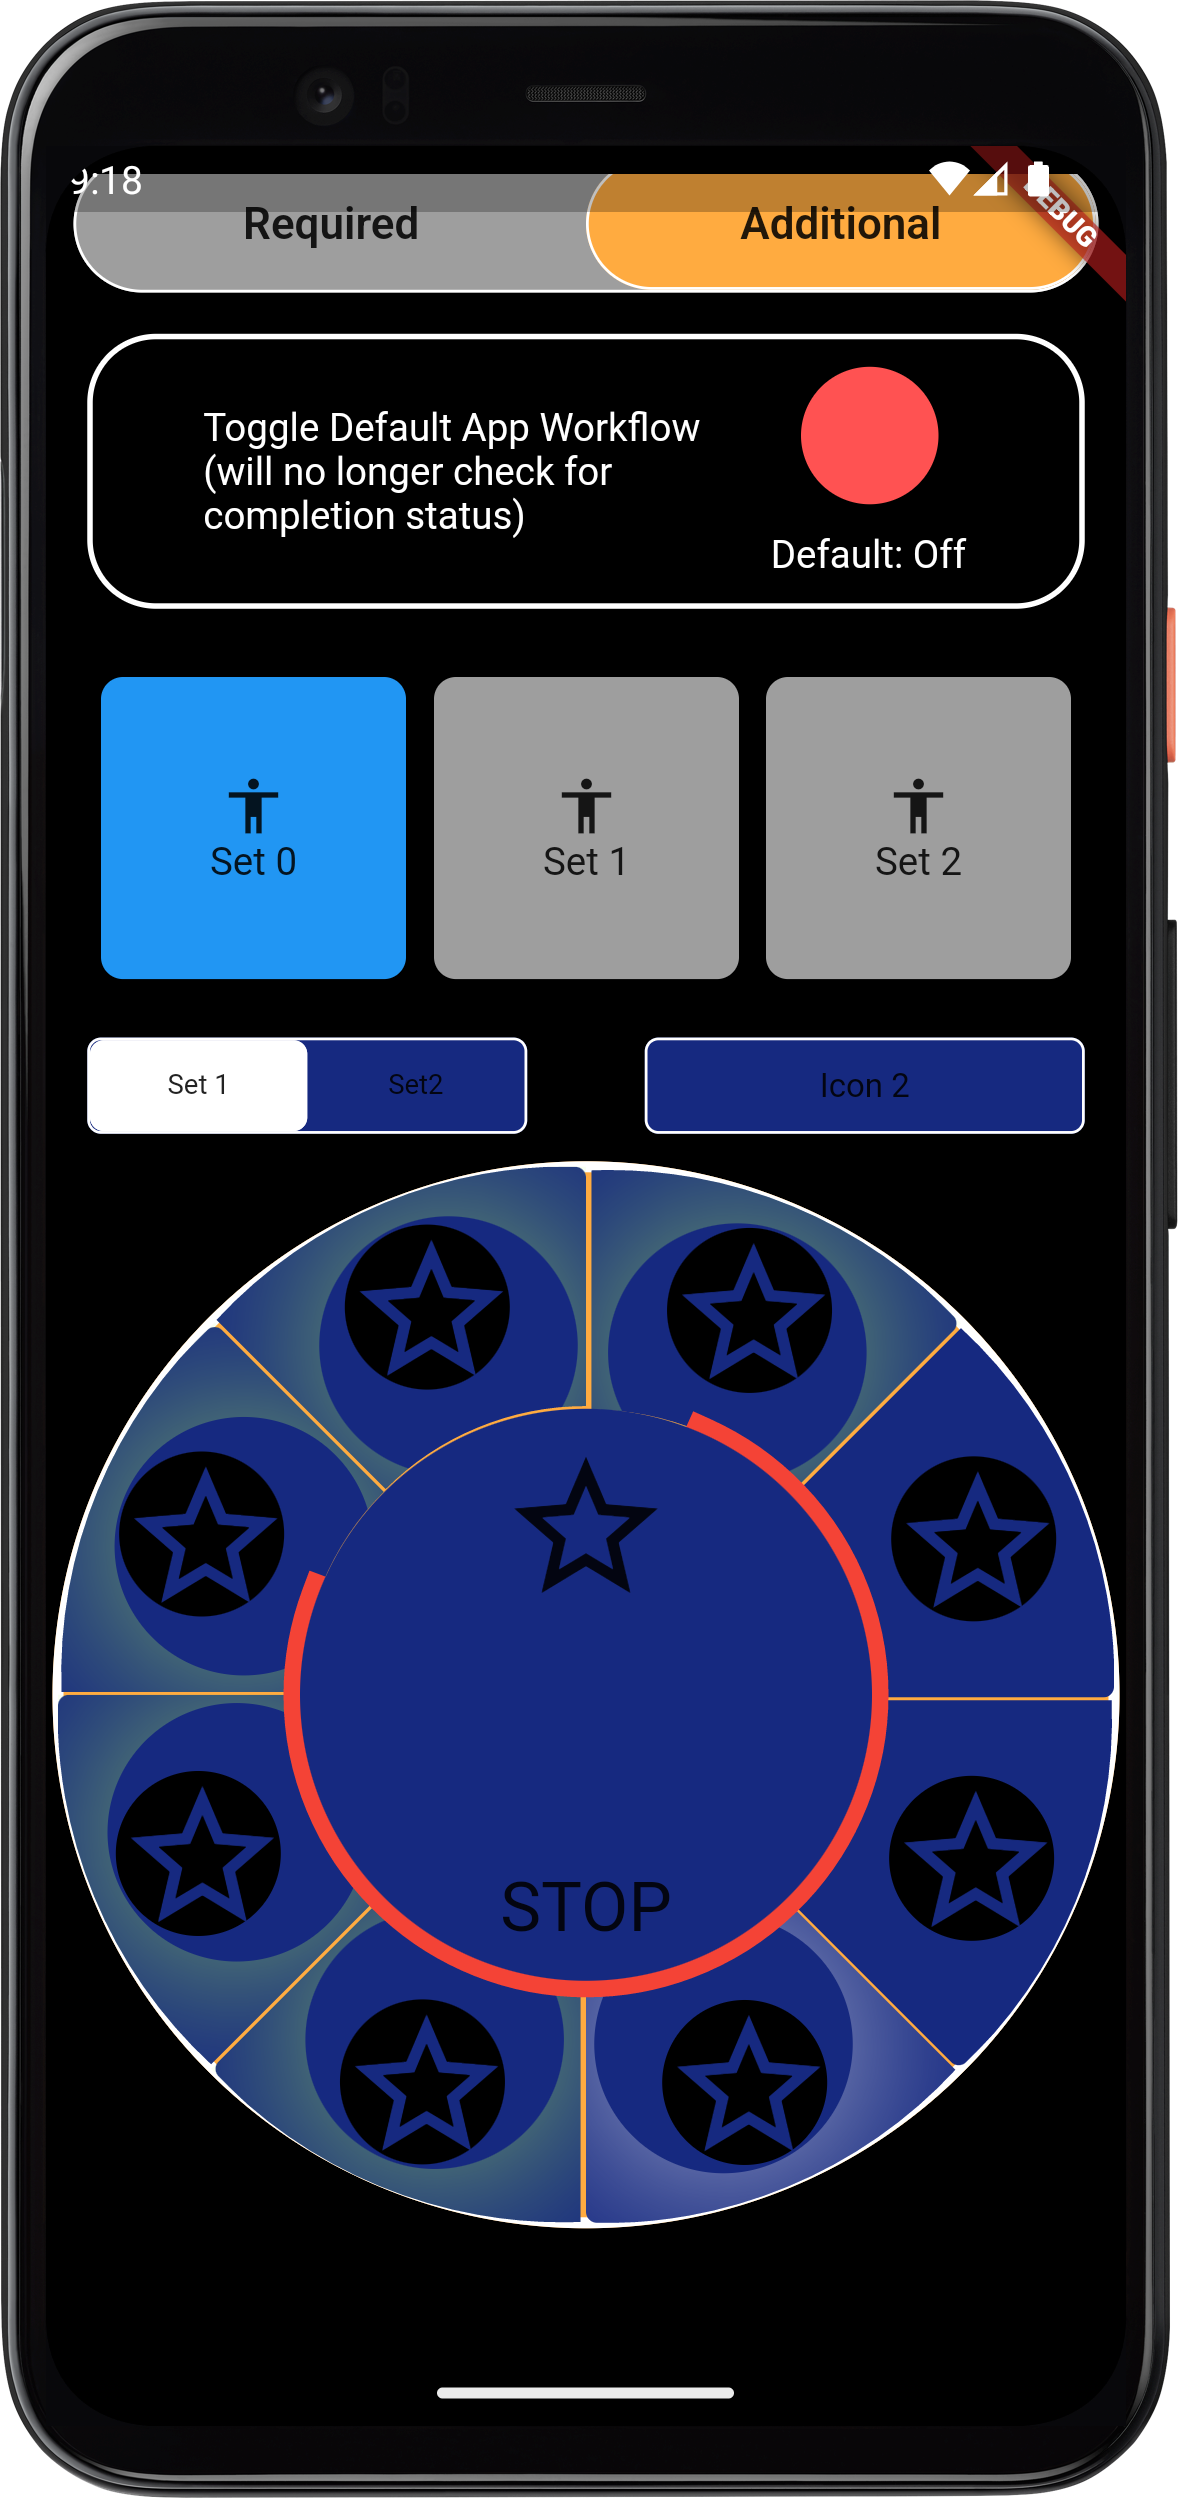 9:18
DEBUG
Required
Additional
Toggle Default App Workflow
(will no longer check for
completion status)
Default: Off
Set 0
Set 1
Set 2
Set 1
Set2
Icon 2
STOP